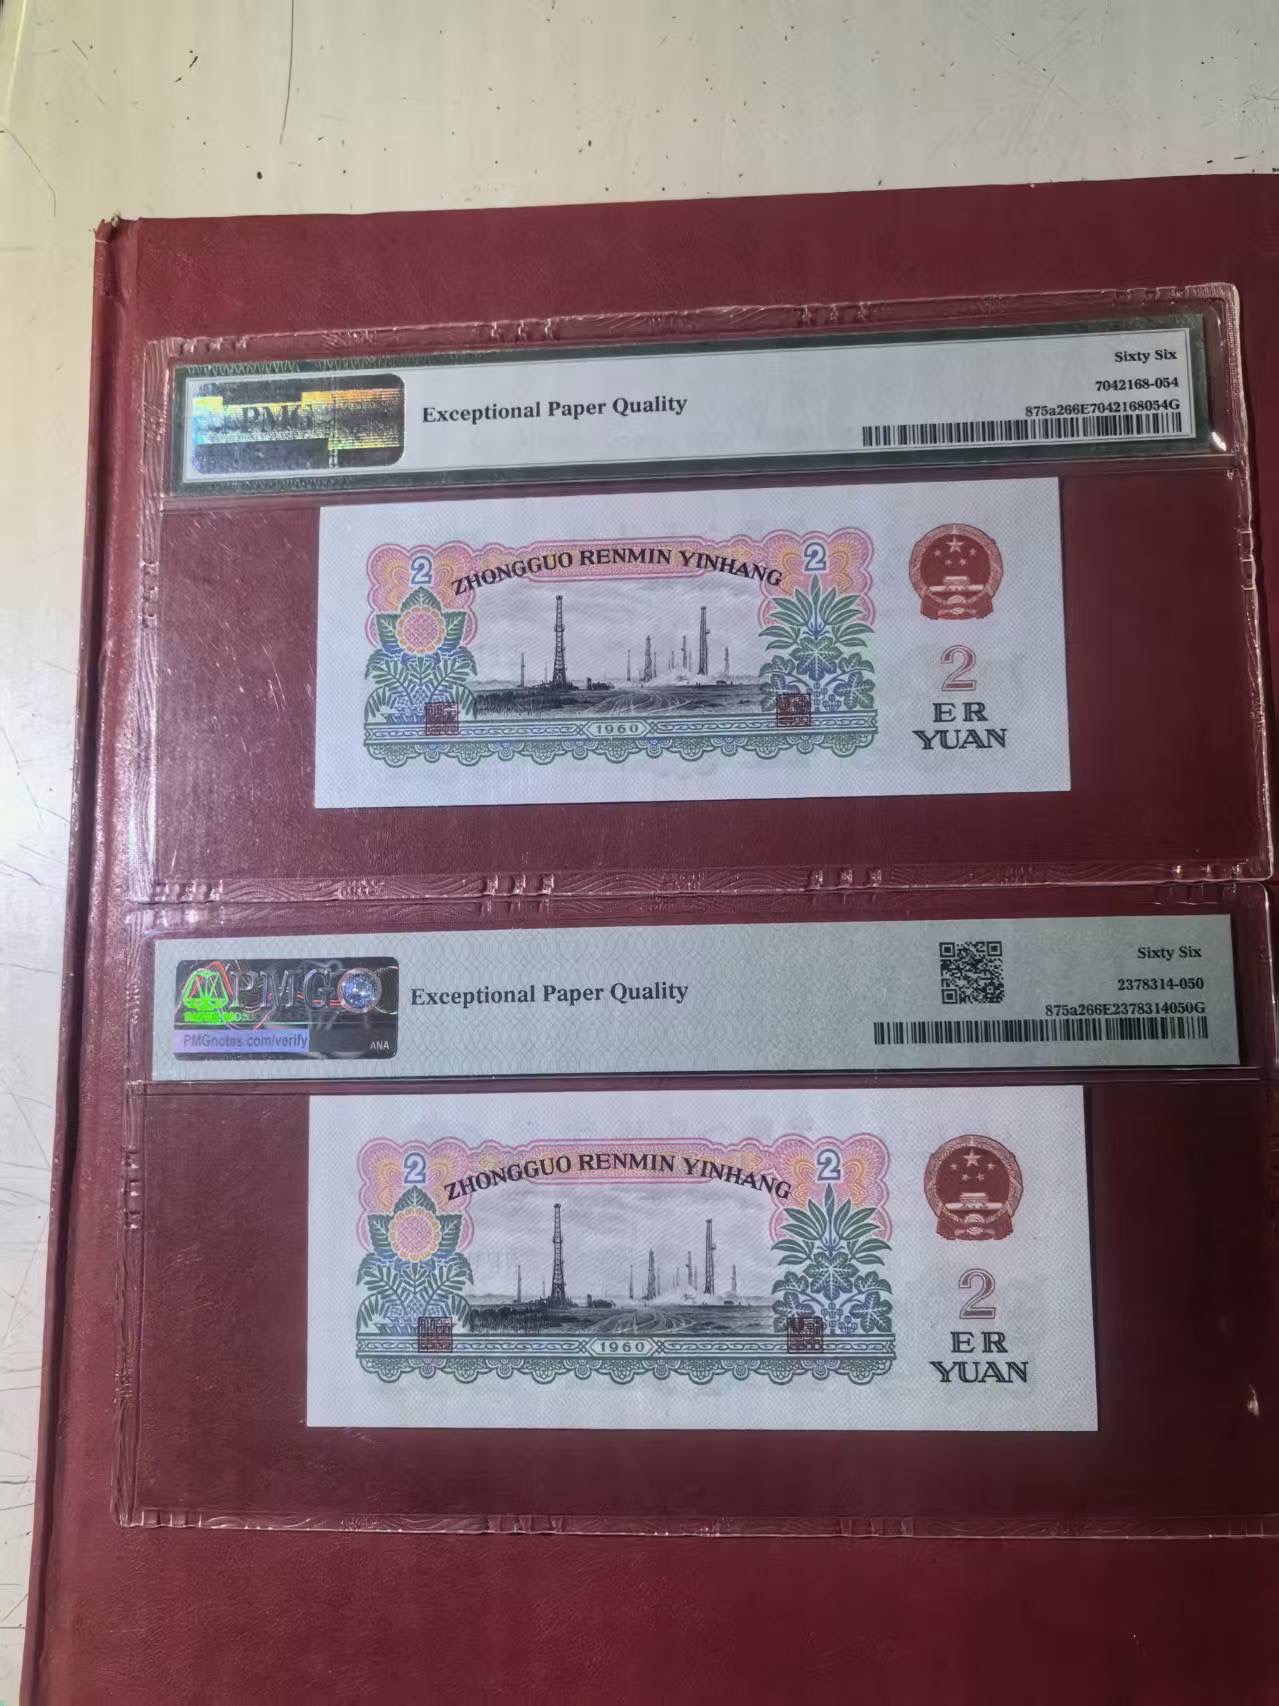 PMG
Exceptional Paper Quality
Sixty Six
7042168-054
875a266E7042168054G
2
ZHONGGUO RENMIN YINHANG
2
1960
2
ER
YUAN
PMG
PMGnotes.com/verify
ANA
Exceptional Paper Quality
Sixty Six
2378314-050
875a266E2378314050G
2
ZHONGGUO RENMIN YINHANG
2
1960
2
ER
YUAN